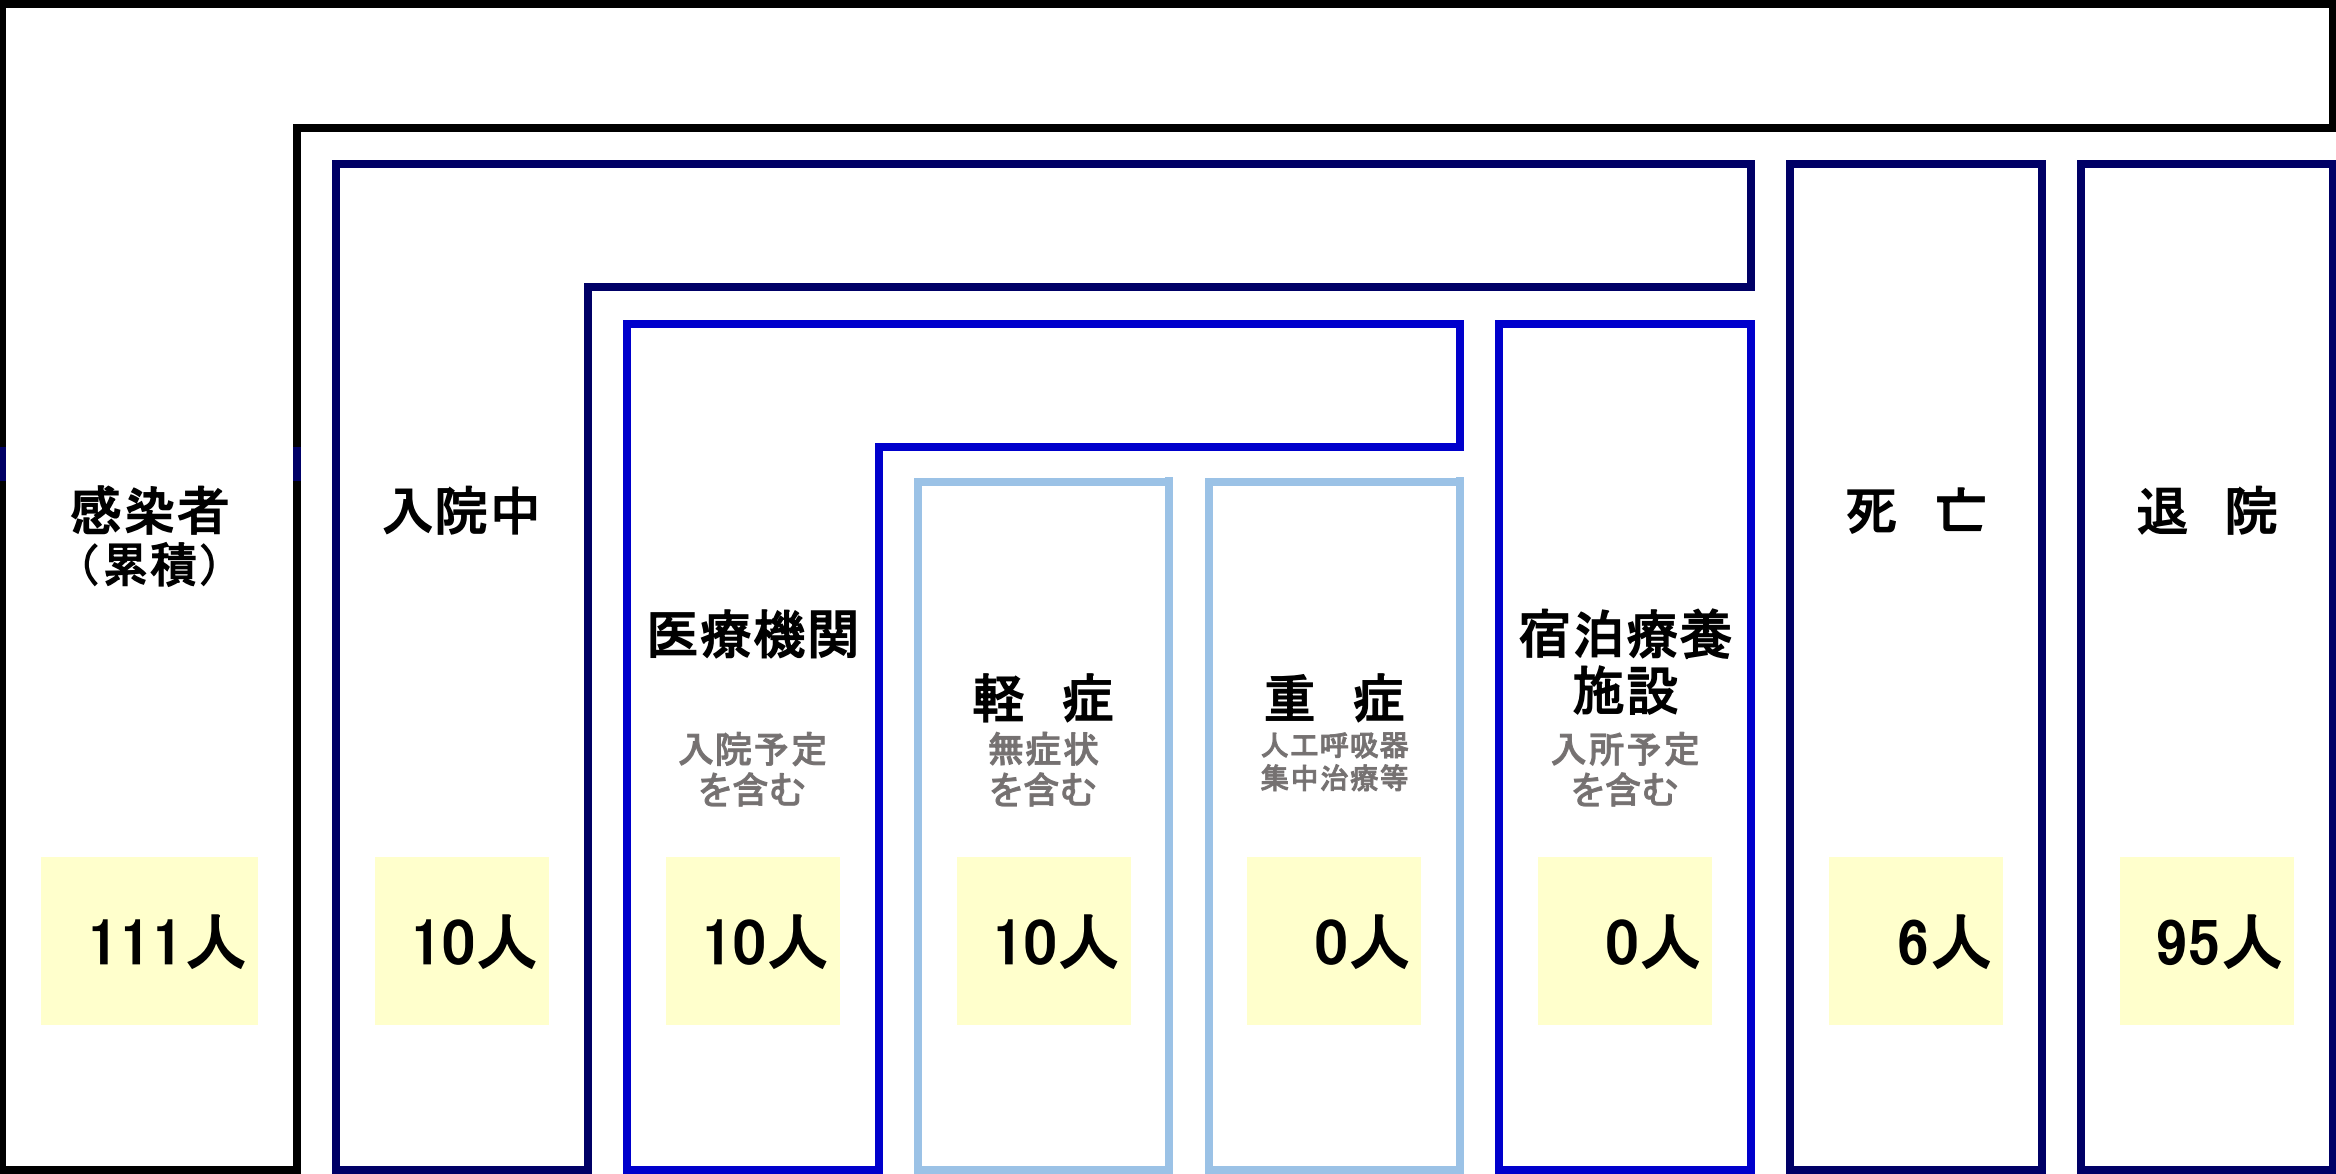 感染者
（累積）
111人
入院中
10人
医療機関
入院予定
を含む
10人
軽 症
無症状
を含む
10人
重 症
人工呼吸器
集中治療等
0人
宿泊療養
施設
入所予定
を含む
0人
死 亡
6人
退 院
95人